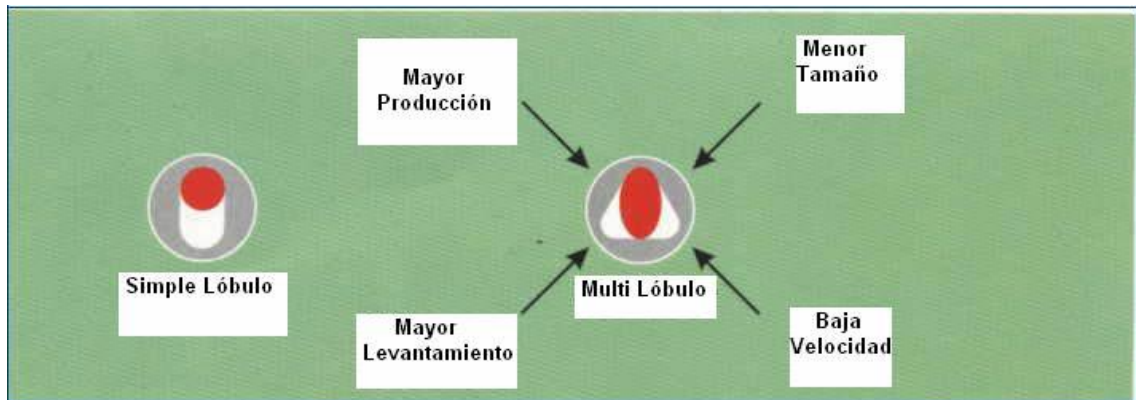 Mayor
Producción
Menor
Tamaño
Simple Lóbulo
Multi Lóbulo
Mayor
Levantamiento
Baja
Velocidad